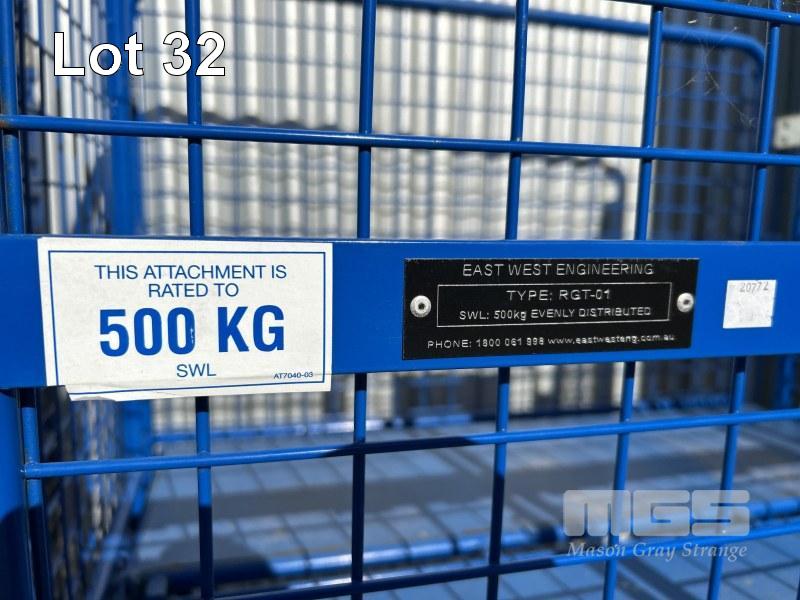 Lot 32
THIS ATTACHMENT IS
RATED TO
500 KG
SWL
AT7040-03
EAST WEST ENGINEERING
TYPE: RGT-01
SWL: 500kg EVENLY DISTRIBUTED
PHONE: 1800 061 998 www.eastwesteng.com.au
20772
MGS
Mason Gray Strange